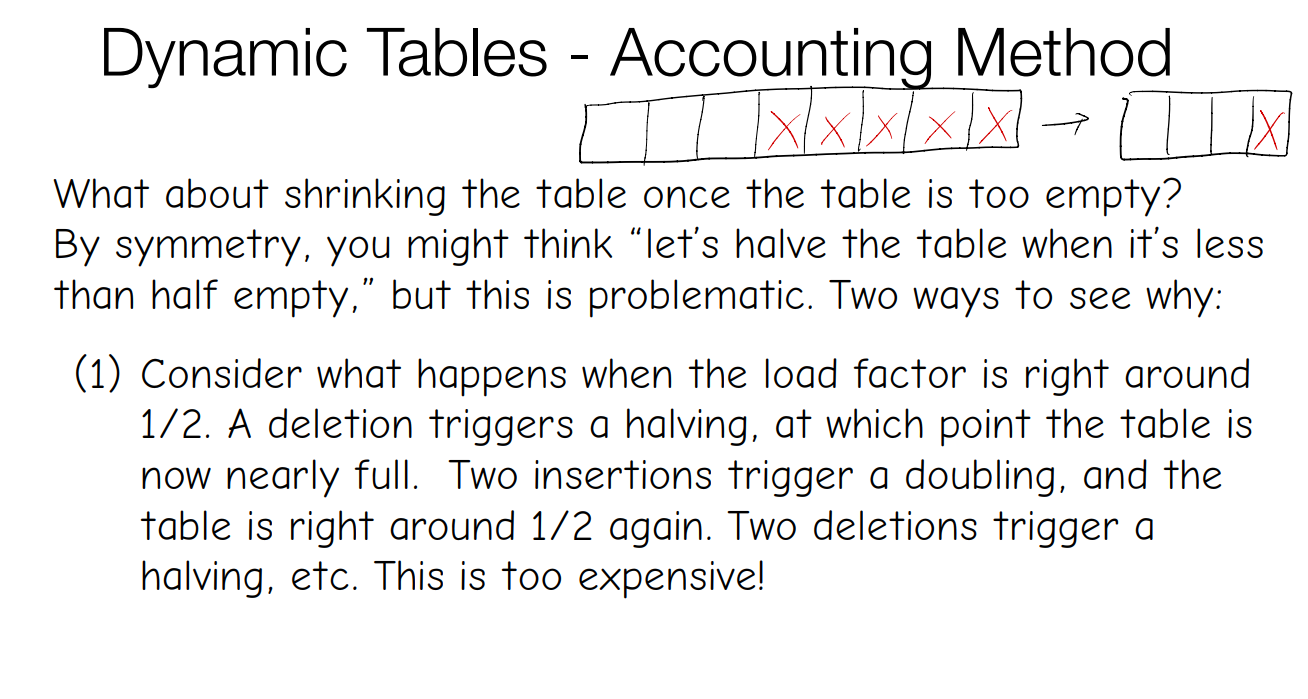 Dynamic Tables - Accounting Method
X X X X X → X
What about shrinking the table once the table is too empty?
By symmetry, you might think “let’s halve the table when it’s less
than half empty,” but this is problematic. Two ways to see why:
(1) Consider what happens when the load factor is right around
1/2. A deletion triggers a halving, at which point the table is
now nearly full. Two insertions trigger a doubling, and the
table is right around 1/2 again. Two deletions trigger a
halving, etc. This is too expensive!